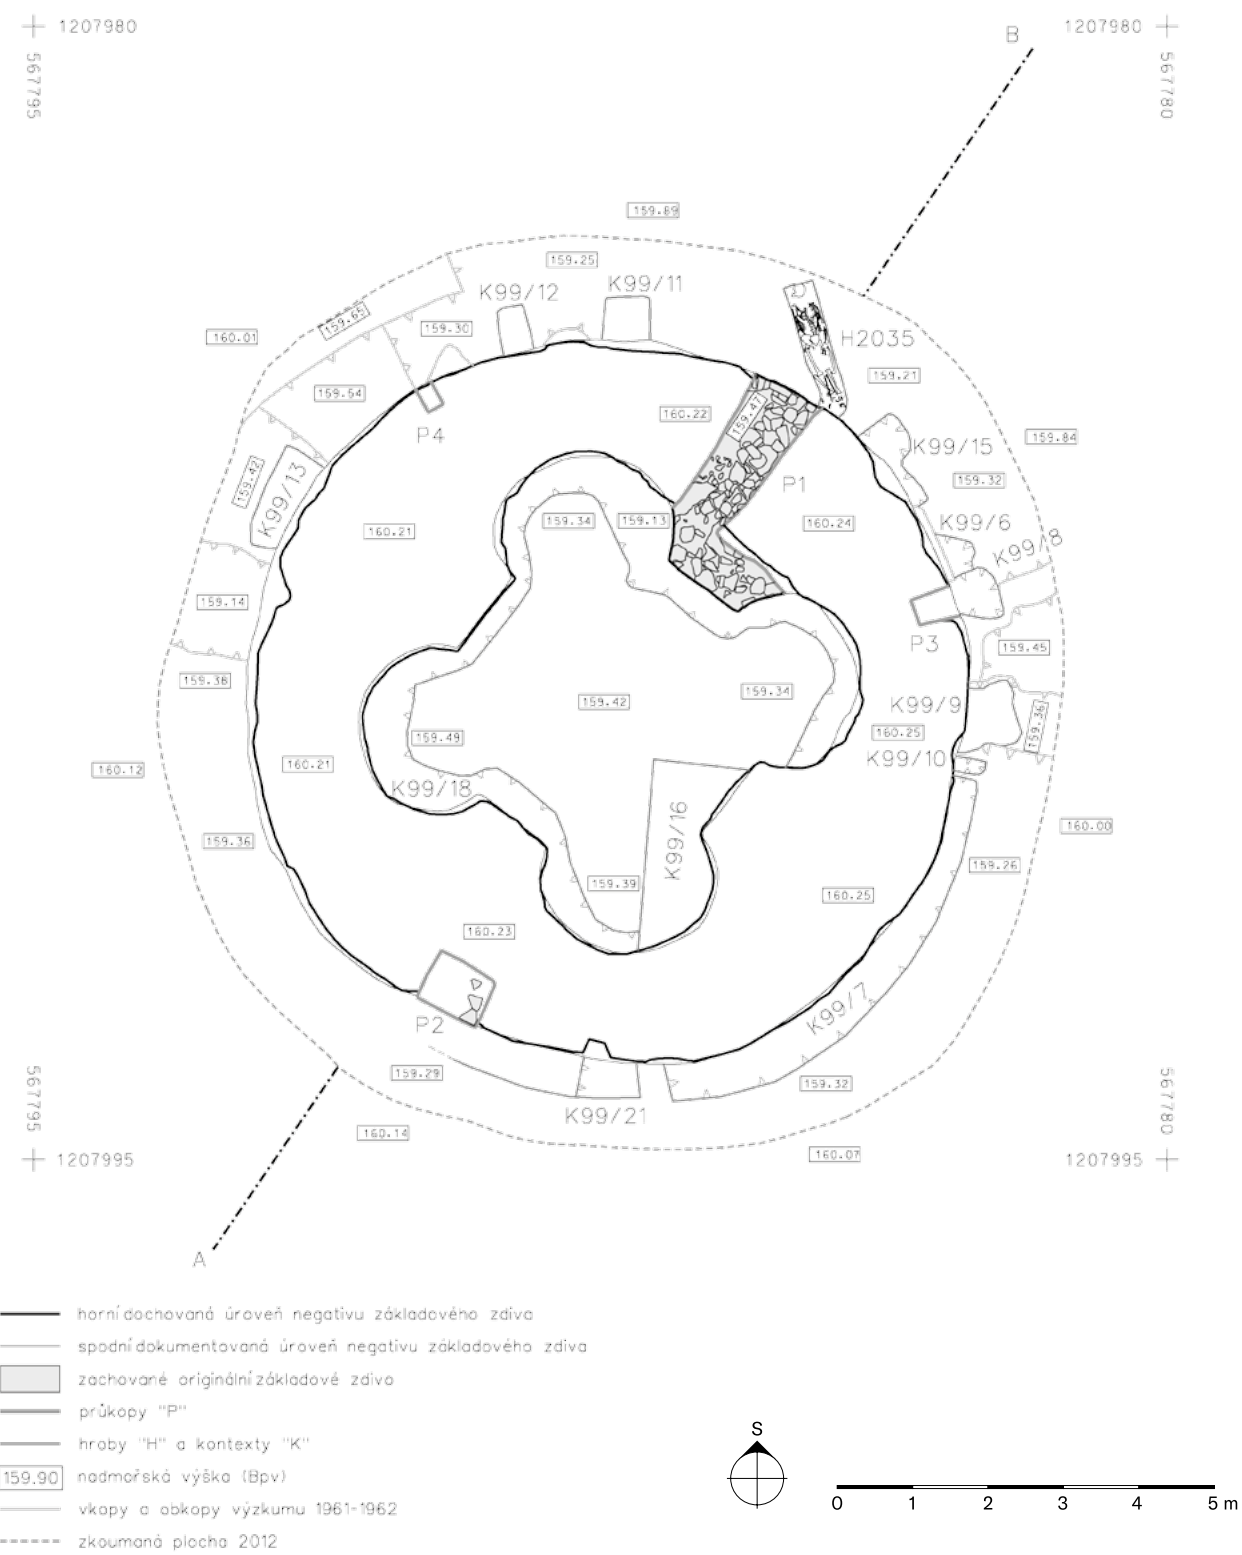 1207980
1207980
B
567795
567780
159.89
159.25
K99/12
K99/11
159.65
160.01
159.30
H2035
159.21
159.54
160.22
159.47
P4
K99/15
159.84
159.42
K99/13
P1
159.32
160.21
159.34
159.13
160.24
K99/6
K99/8
159.14
P3
159.45
159.38
159.42
159.34
K99/9
159.36
160.25
159.49
K99/10
160.12
160.21
K99/18
K99/16
160.00
159.36
159.26
159.39
160.25
160.23
K99/7
P2
159.29
159.32
K99/21
567795
567780
160.14
160.07
1207995
1207995
A
horní dochovaná úroveň negativu základového zdiva
spodní dokumentovaná úroveň negativu základového zdiva
zachované originální základové zdivo
průkopy "P"
hroby "H" a kontexty "K"
159.90 nadmořská výška (Bpv)
vkopy a obkopy výzkumu 1961-1962
zkoumaná plocha 2012
S
0 1 2 3 4 5 m